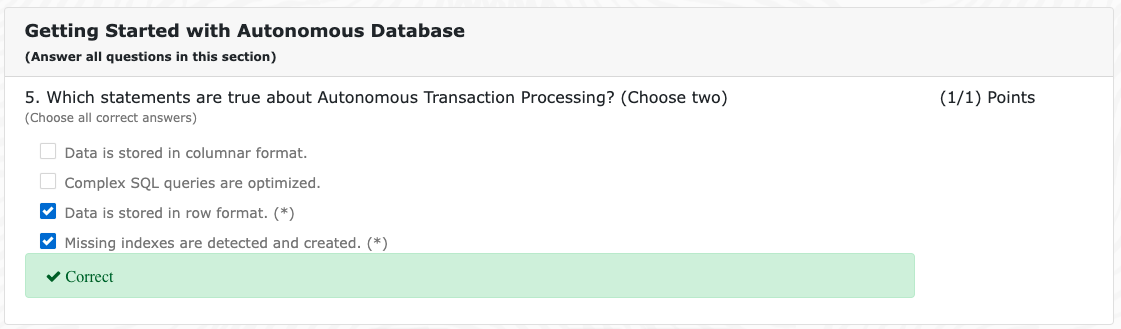 Getting Started with Autonomous Database
(Answer all questions in this section)
5. Which statements are true about Autonomous Transaction Processing? (Choose two)
(1/1) Points
(Choose all correct answers)
Data is stored in columnar format.
Complex SQL queries are optimized.
Data is stored in row format. (*)
Missing indexes are detected and created. (*)
Correct